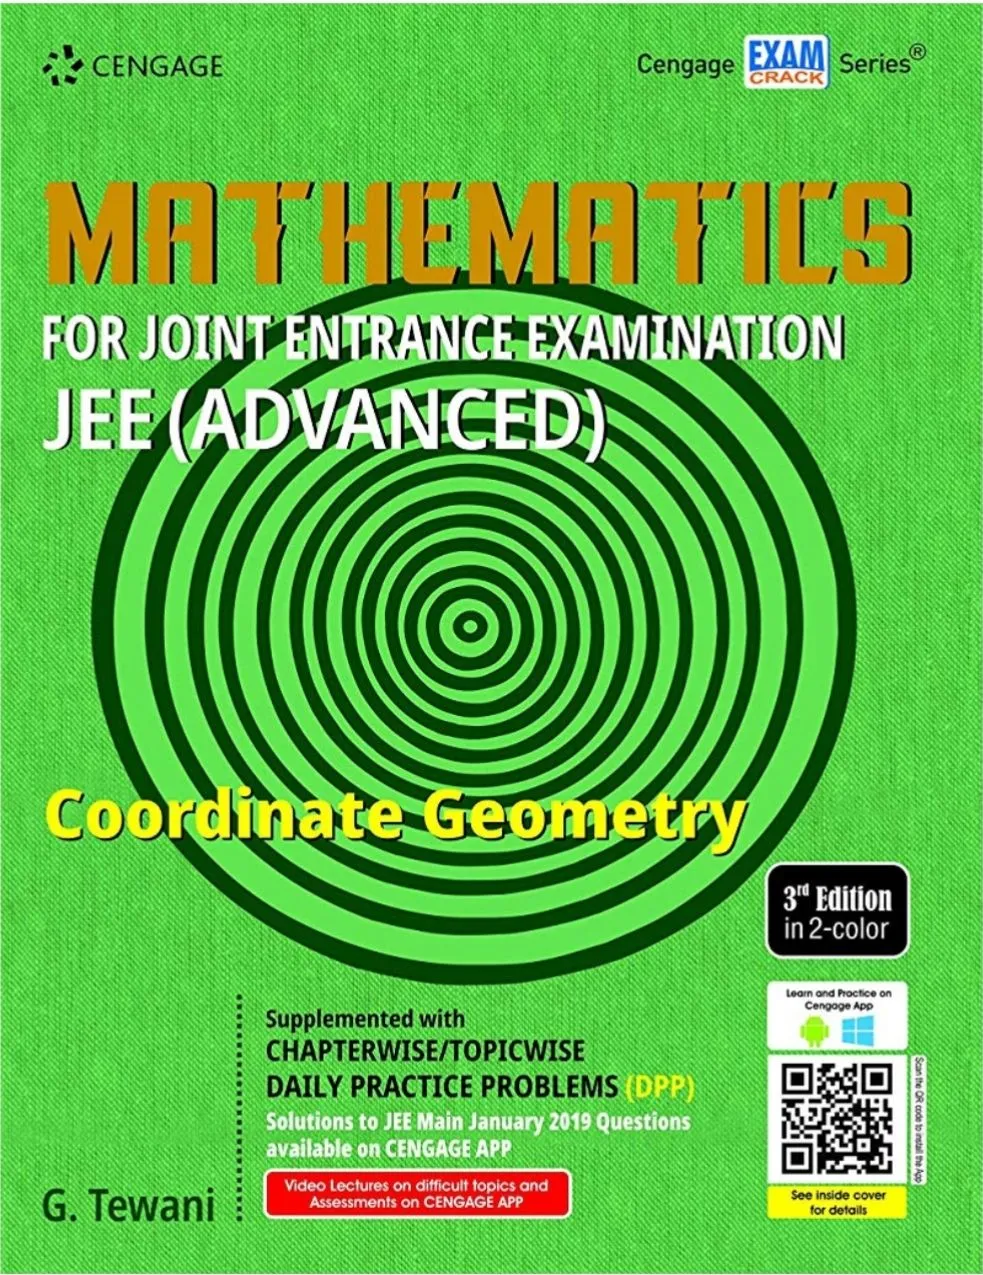 CENGAGE
Cengage EXAM CRACK Series®
MATHEMATICS
FOR JOINT ENTRANCE EXAMINATION
JEE (ADVANCED)
Coordinate Geometry
3rd Edition
in 2-color
Learn and Practice on
Cengage App
Scan the QR code to install the App
See inside cover
for details
Supplemented with
CHAPTERWISE/TOPICWISE
DAILY PRACTICE PROBLEMS (DPP)
Solutions to JEE Main January 2019 Questions
available on CENGAGE APP
Video Lectures on difficult topics and
Assessments on CENGAGE APP
G. Tewani